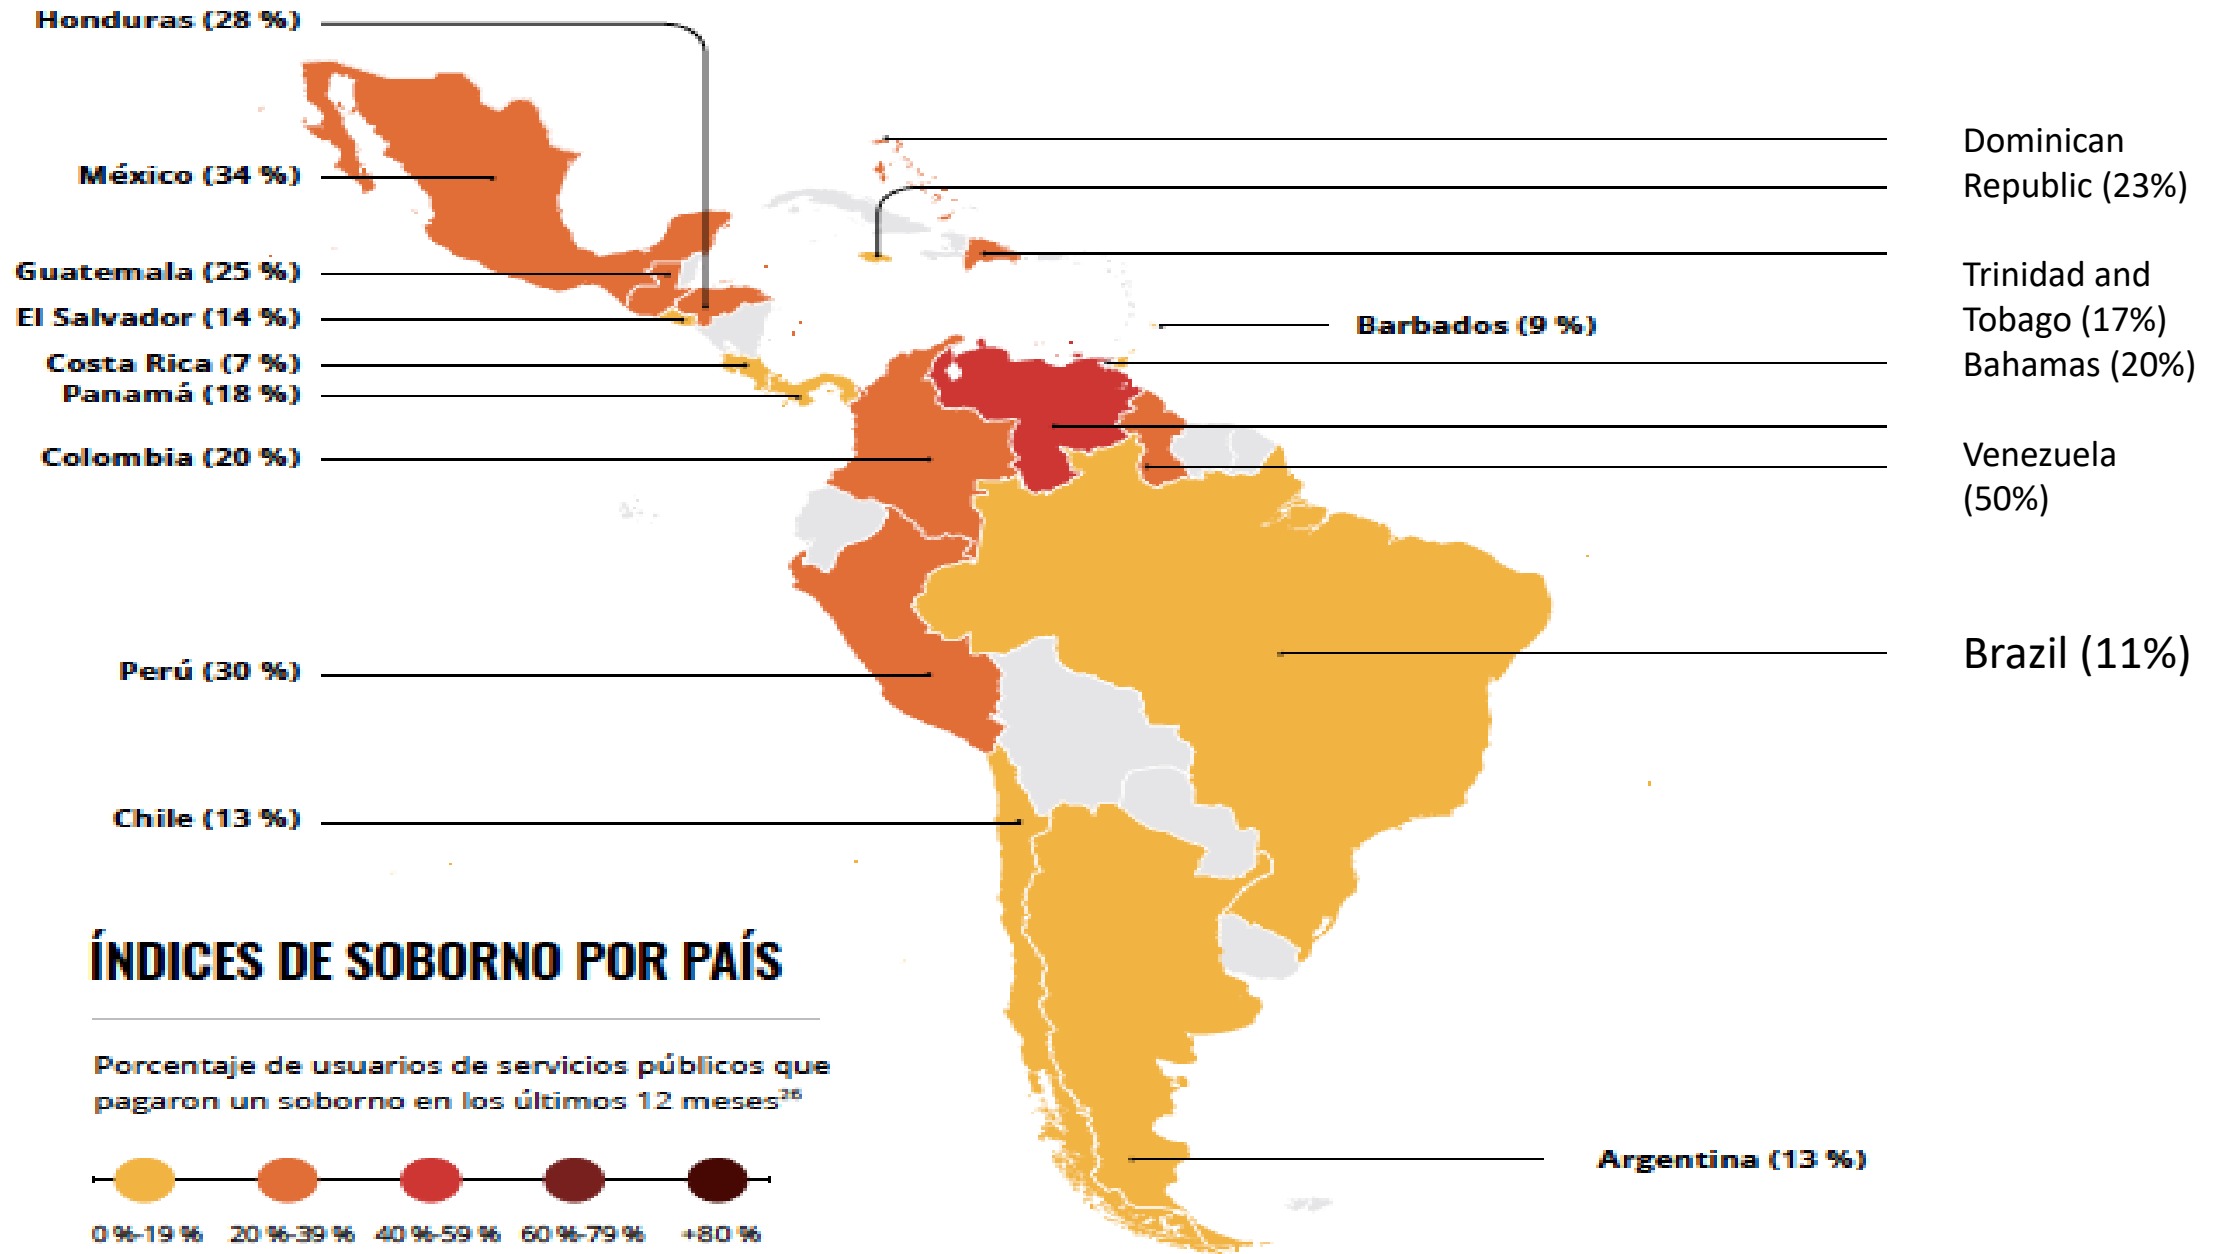 Honduras (28 %)
México (34 %)
Guatemala (25 %)
El Salvador (14 %)
Costa Rica (7 %)
Panamá (18 %)
Colombia (20 %)
Perú (30 %)
Chile (13 %)
Dominican
Republic (23%)
Trinidad and
Tobago (17%)
Bahamas (20%)
Barbados (9 %)
Venezuela
(50%)
Brazil (11%)
Argentina (13 %)
ÍNDICES DE SOBORNO POR PAÍS
Porcentaje de usuarios de servicios públicos que
pagaron un soborno en los últimos 12 meses²⁶
0 %-19 % 20 %-39 % 40 %-59 % 60 %-79 % +80 %